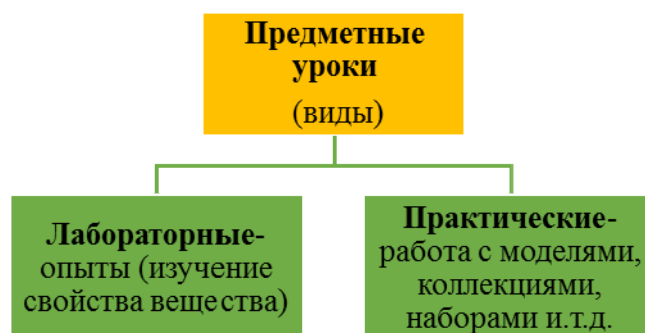 Предметные
уроки
(виды)
Лабораторные-
опыты (изучение
свойства вещества)
Практические-
работа с моделями,
коллекциями,
наборами и.т.д.